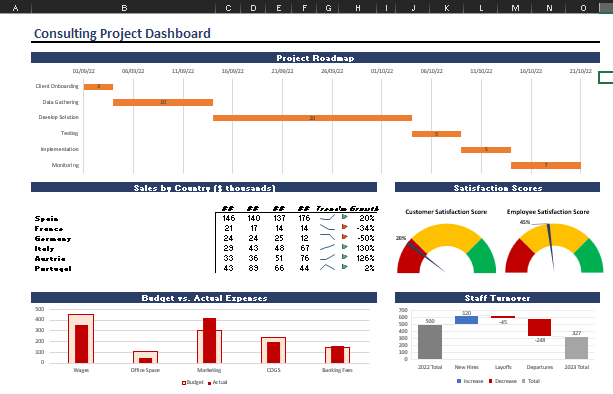 A B C D E F G H I J K L M N O
Consulting Project Dashboard
Project Roadmap
01/09/22 06/09/22 11/09/22 16/09/22 21/09/22 26/09/22 01/10/22 06/10/22 11/10/22 16/10/22 21/10/22
Client Onboarding 3
Data Gathering 10
Develop Solution 20
Testing 5
Implementation 5
Monitoring 7
Sales by Country ($ thousands)
## ## ## ## Trends Growth
Spain 146 140 137 176 20%
France 21 17 14 14 -34%
Germany 24 24 25 12 -50%
Italy 29 43 48 67 130%
Austria 33 36 51 76 126%
Portugal 43 89 66 44 2%
Satisfaction Scores
Customer Satisfaction Score
20%
Employee Satisfaction Score
45%
Budget vs. Actual Expenses
500
400
300
200
100
0
Wages Office Space Marketing COGS Banking Fees
Budget Actual
Staff Turnover
700
600
500
400
300
200
100
0
500 120 -45 -248 327
2022 Total New Hires Layoffs Departures 2023 Total
Increase Decrease Total